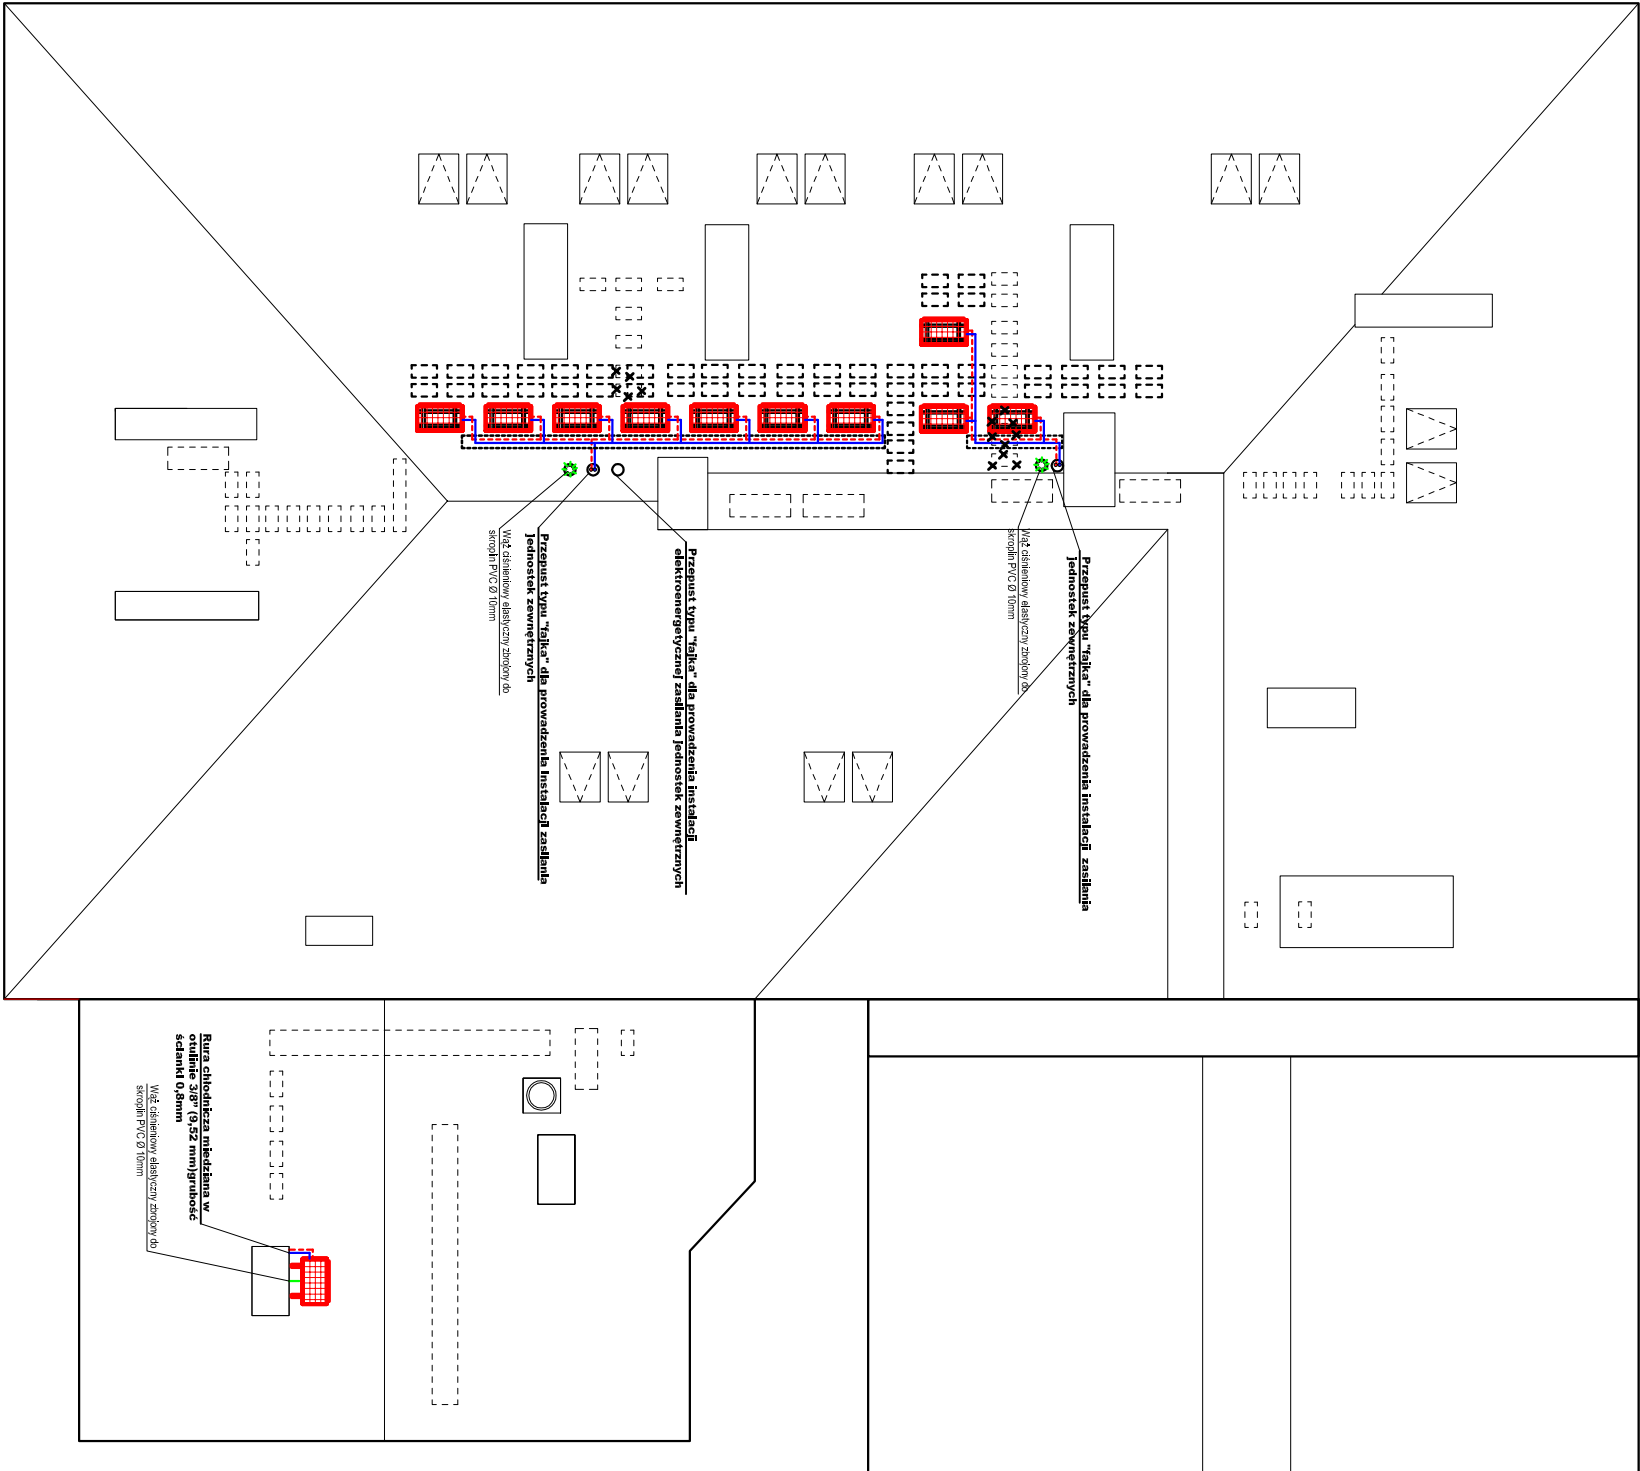 Wąż ciśnieniowy elastyczny zbrojony do
skroplin PVC Ø 10mm
Przepust typu "fajka" dla prowadzenia instalacji zasilania
jednostek zewnętrznych
Przepust typu "fajka" dla prowadzenia instalacji
elektroenergetycznej zasilania jednostek zewnętrznych
Wąż ciśnieniowy elastyczny zbrojony do
skroplin PVC Ø 10mm
Przepust typu "fajka" dla prowadzenia instalacji zasilania
jednostek zewnętrznych
Rura chłodnicza miedziana w
otulinie 3/8" (9,52 mm)grubość
ścianki 0,8mm
Wąż ciśnieniowy elastyczny zbrojony do
skroplin PVC Ø 10mm